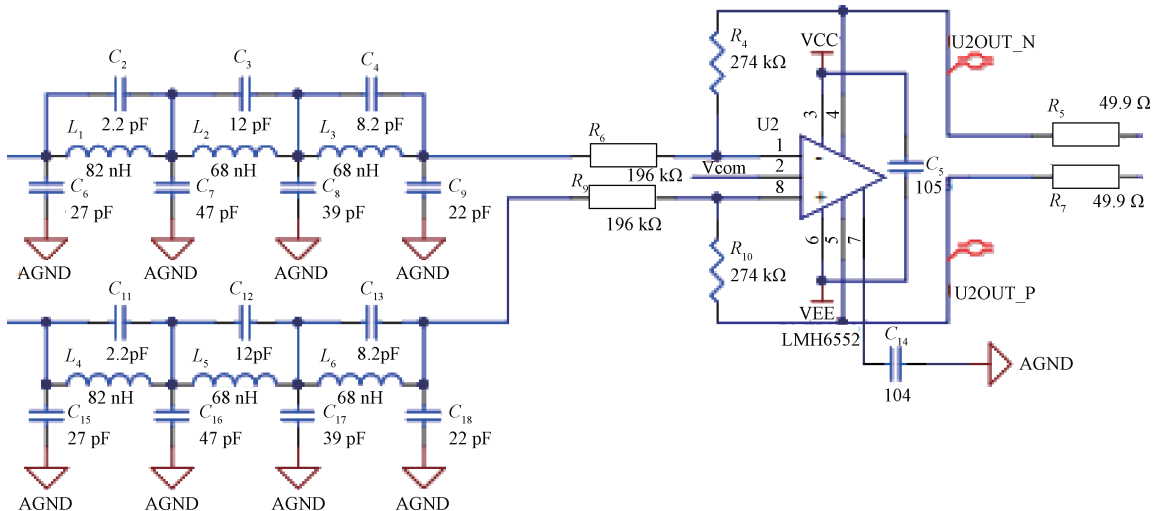 C2
2.2 pF
C3
12 pF
C4
8.2 pF
L1
82 nH
L2
68 nH
L3
68 nH
C6
27 pF
C7
47 pF
C8
39 pF
C9
22 pF
AGND
AGND
AGND
AGND
C11
2.2pF
C12
12pF
C13
8.2pF
L4
82 nH
L5
68 nH
L6
68 nH
C15
27 pF
C16
47 pF
C17
39 pF
C18
22 pF
AGND
AGND
AGND
AGND
R6
196 kΩ
R9
196 kΩ
Vcom
R4
274 kΩ
R10
274 kΩ
VCC
U2
3
4
1
2
8
-
+
6
5
7
VEE
LMH6552
C5
105
C14
104
AGND
U2OUT_N
R5
49.9 Ω
R7
49.9 Ω
U2OUT_P